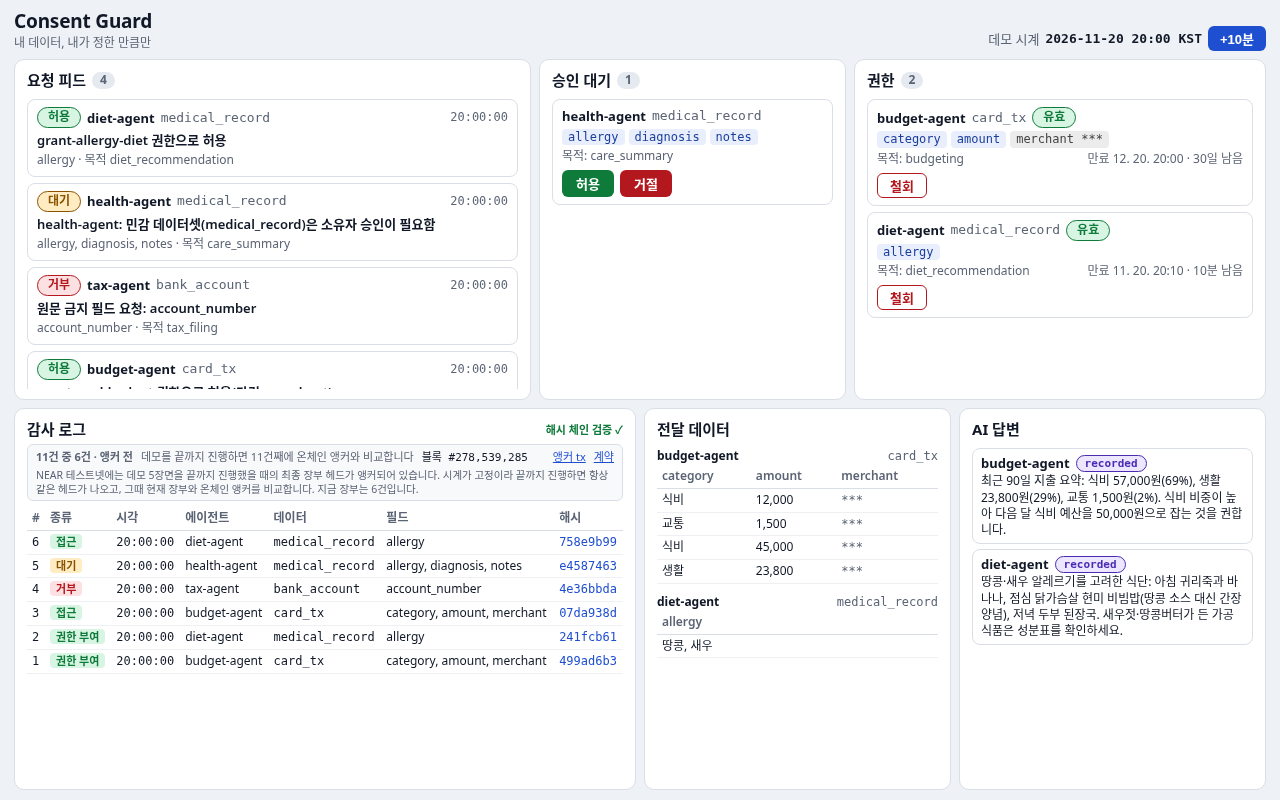 Consent Guard
내 데이터, 내가 정한 만큼만
데모 시계 2026-11-20 20:00 KST +10분
요청 피드 4
허용 diet-agent medical_record 20:00:00
grant-allergy-diet 권한으로 허용
allergy · 목적 diet_recommendation
대기 health-agent medical_record 20:00:00
health-agent: 민감 데이터셋(medical_record)은 소유자 승인이 필요함
allergy, diagnosis, notes · 목적 care_summary
거부 tax-agent bank_account 20:00:00
원문 금지 필드 요청: account_number
account_number · 목적 tax_filing
허용 budget-agent card_tx 20:00:00
승인 대기 1
health-agent medical_record
allergy diagnosis notes
목적: care_summary
허용 거절
권한 2
budget-agent card_tx 유효
category amount merchant ***
목적: budgeting 만료 12. 20. 20:00 · 30일 남음
철회
diet-agent medical_record 유효
allergy
목적: diet_recommendation 만료 11. 20. 20:10 · 10분 남음
철회
감사 로그 해시 체인 검증 ✓
11건 중 6건 · 앵커 전 데모를 끝까지 진행하면 11건째에 온체인 앵커와 비교합니다 블록 #278,539,285 앵커 tx 계약
NEAR 테스트넷에는 데모 5장면을 끝까지 진행했을 때의 최종 장부 헤드가 앵커되어 있습니다. 시계가 고정이라 끝까지 진행하면 항상
같은 헤드가 나오고, 그때 현재 장부와 온체인 앵커를 비교합니다. 지금 장부는 6건입니다.
# 종류 시각 에이전트 데이터 필드 해시
6 접근 20:00:00 diet-agent medical_record allergy 758e9b99
5 대기 20:00:00 health-agent medical_record allergy, diagnosis, notes e4587463
4 거부 20:00:00 tax-agent bank_account account_number 4e36bbda
3 접근 20:00:00 budget-agent card_tx category, amount, merchant 07da938d
2 권한 부여 20:00:00 diet-agent medical_record allergy 241fcb61
1 권한 부여 20:00:00 budget-agent card_tx category, amount, merchant 499ad6b3
전달 데이터
budget-agent card_tx
category amount merchant
식비 12,000 ***
교통 1,500 ***
식비 45,000 ***
생활 23,800 ***
diet-agent medical_record
allergy
땅콩, 새우
AI 답변
budget-agent recorded
최근 90일 지출 요약: 식비 57,000원(69%), 생활
23,800원(29%), 교통 1,500원(2%). 식비 비중이 높
아 다음 달 식비 예산을 50,000원으로 잡는 것을 권합
니다.
diet-agent recorded
땅콩·새우 알레르기를 고려한 식단: 아침 귀리죽과 바
나나, 점심 닭가슴살 현미 비빔밥(땅콩 소스 대신 간장
양념), 저녁 두부 된장국. 새우젓·땅콩버터가 든 가공
식품은 성분표를 확인하세요.